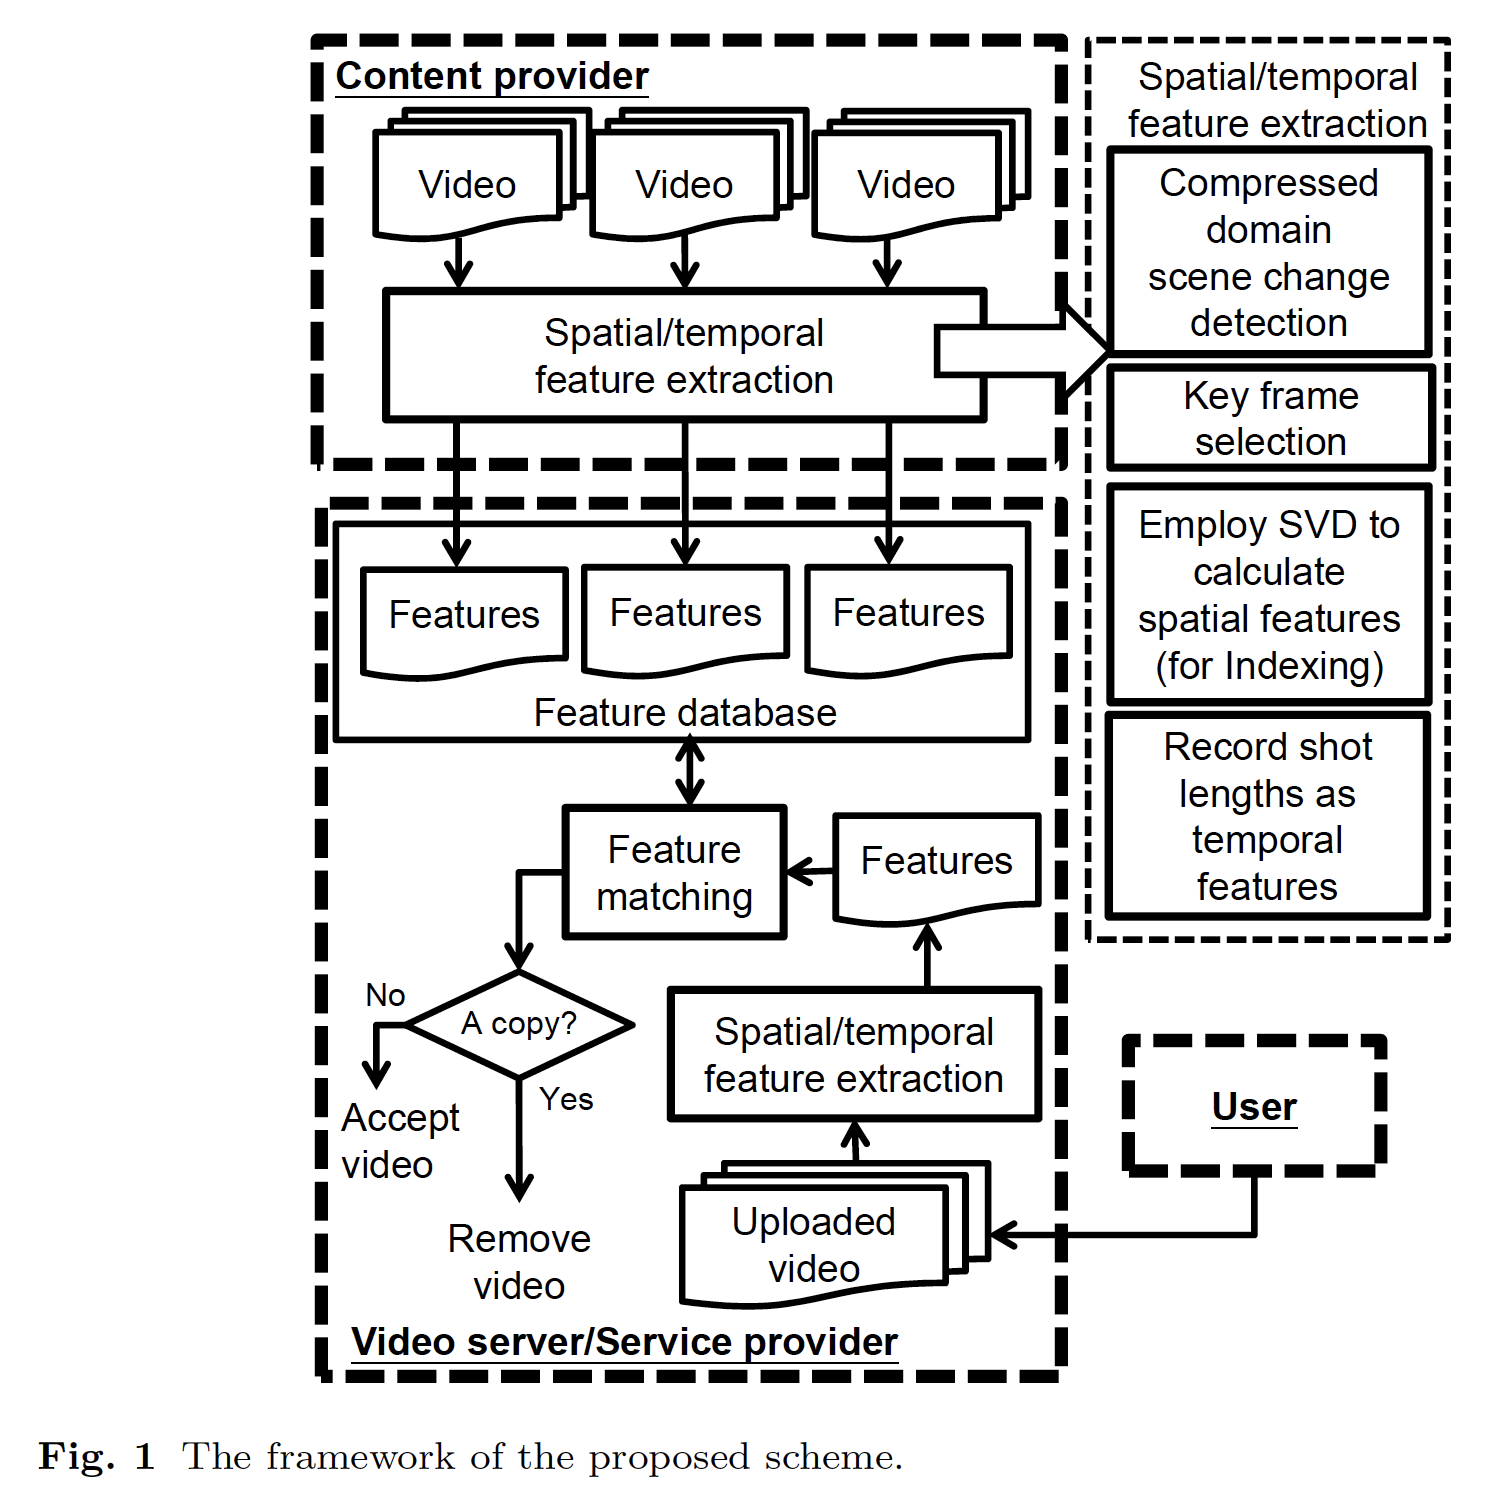 Content provider
Video
Video
Video
Spatial/temporal
feature extraction
Spatial/temporal
feature extraction
Compressed
domain
scene change
detection
Key frame
selection
Employ SVD to
calculate
spatial features
(for Indexing)
Record shot
lengths as
temporal
features
Features
Features
Features
Feature database
Feature
matching
Features
No
A copy?
Yes
Accept
video
Remove
video
Spatial/temporal
feature extraction
Uploaded
video
User
Video server/Service provider
Fig. 1 The framework of the proposed scheme.